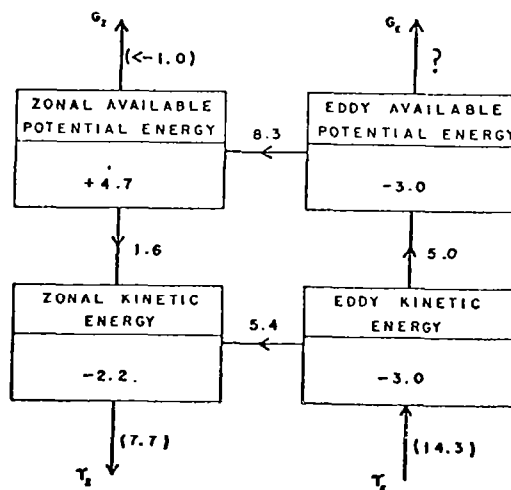 G_Z
G_E
(<-1.0)
?
ZONAL AVAILABLE
POTENTIAL ENERGY
EDDY AVAILABLE
POTENTIAL ENERGY
8.3
+4.7
-3.0
1.6
5.0
ZONAL KINETIC
ENERGY
EDDY KINETIC
ENERGY
5.4
-2.2.
-3.0
(7.7)
(14.3)